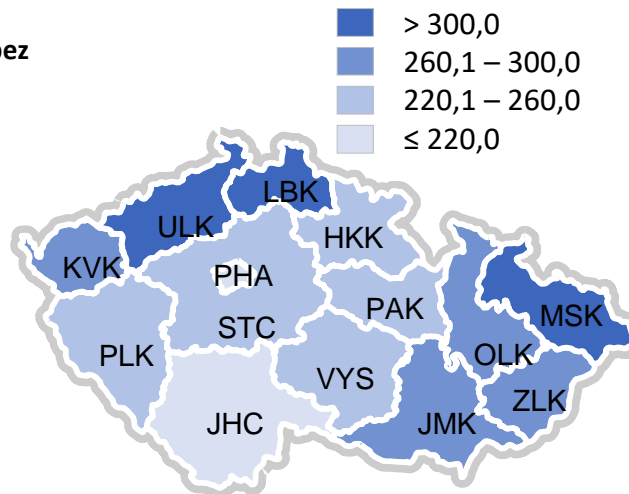 bez
> 300,0
260,1 – 300,0
220,1 – 260,0
≤ 220,0
LBK
ULK
HKK
KVK
PHA
PAK
MSK
STC
PLK
OLK
VYS
ZLK
JHC
JMK